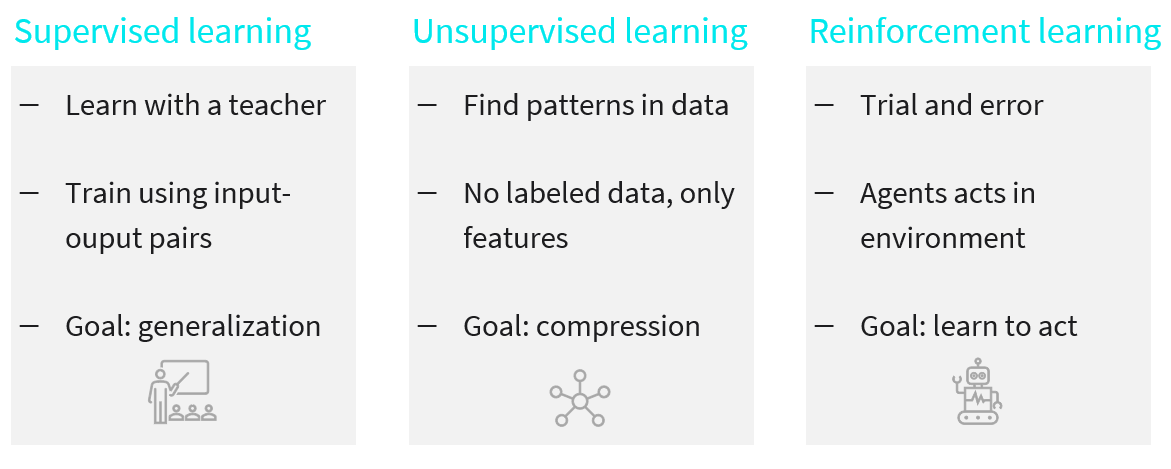 Supervised learning
— Learn with a teacher
— Train using input-
ouput pairs
— Goal: generalization
Unsupervised learning
— Find patterns in data
— No labeled data, only
features
— Goal: compression
Reinforcement learning
— Trial and error
— Agents acts in
environment
— Goal: learn to act